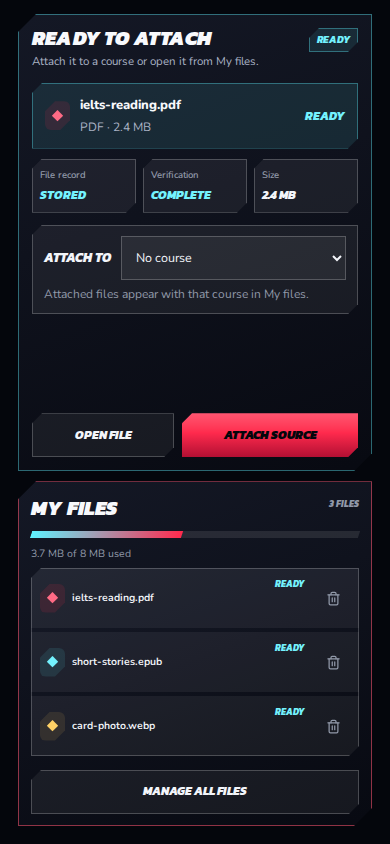 READY TO ATTACH
READY
Attach it to a course or open it from My files.
ielts-reading.pdf
PDF · 2.4 MB
READY
File record
STORED
Verification
COMPLETE
Size
2.4 MB
ATTACH TO
No course
Attached files appear with that course in My files.
OPEN FILE
ATTACH SOURCE
MY FILES
3 FILES
3.7 MB of 8 MB used
ielts-reading.pdf
READY
short-stories.epub
READY
card-photo.webp
READY
MANAGE ALL FILES